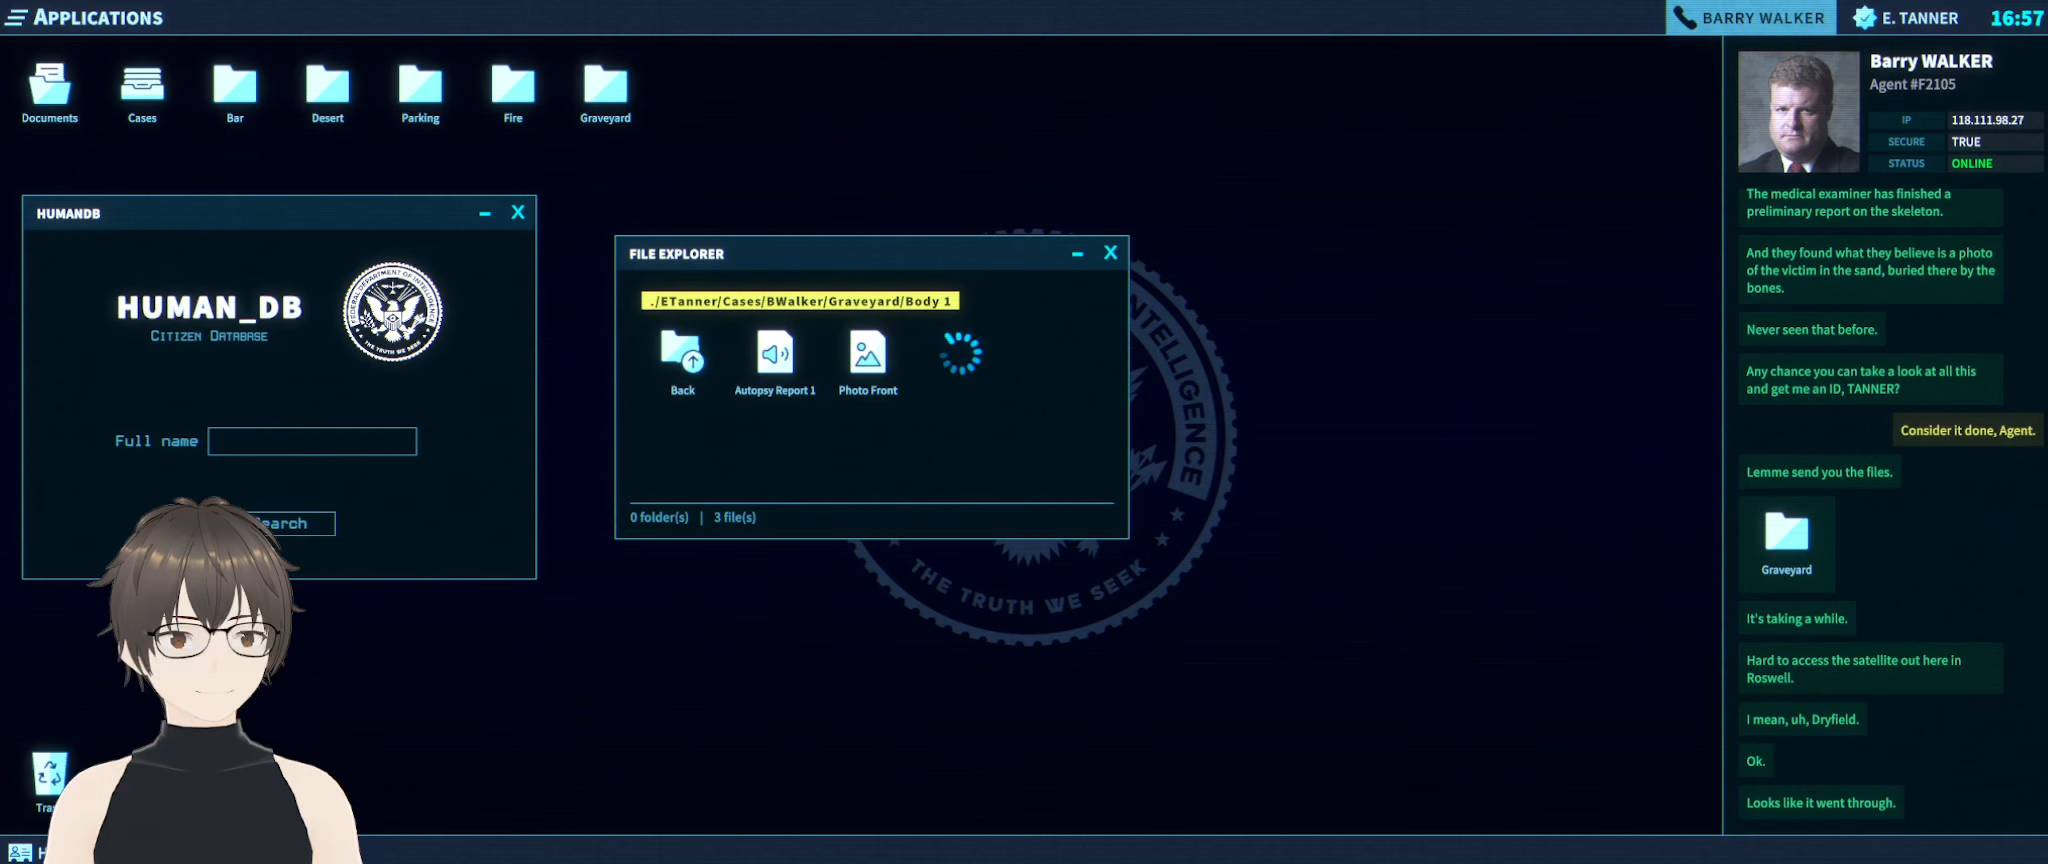 APPLICATIONS
BARRY WALKER
E. TANNER
16:57
Documents
Cases
Bar
Desert
Parking
Fire
Graveyard
HUMANDB
HUMAN_DB
CITIZEN DATABASE
FEDERAL DEPARTMENT OF INTELLIGENCE
THE TRUTH WE SEEK
Full name
FILE EXPLORER
./ETanner/Cases/BWalker/Graveyard/Body 1
Back
Autopsy Report 1
Photo Front
0 folder(s) | 3 file(s)
THE TRUTH WE SEEK
Barry WALKER
Agent #F2105
IP 118.111.98.27
SECURE TRUE
STATUS ONLINE
The medical examiner has finished a
preliminary report on the skeleton.
And they found what they believe is a photo
of the victim in the sand, buried there by the
bones.
Never seen that before.
Any chance you can take a look at all this
and get me an ID, TANNER?
Consider it done, Agent.
Lemme send you the files.
Graveyard
It's taking a while.
Hard to access the satellite out here in
Roswell.
I mean, uh, Dryfield.
Ok.
Looks like it went through.